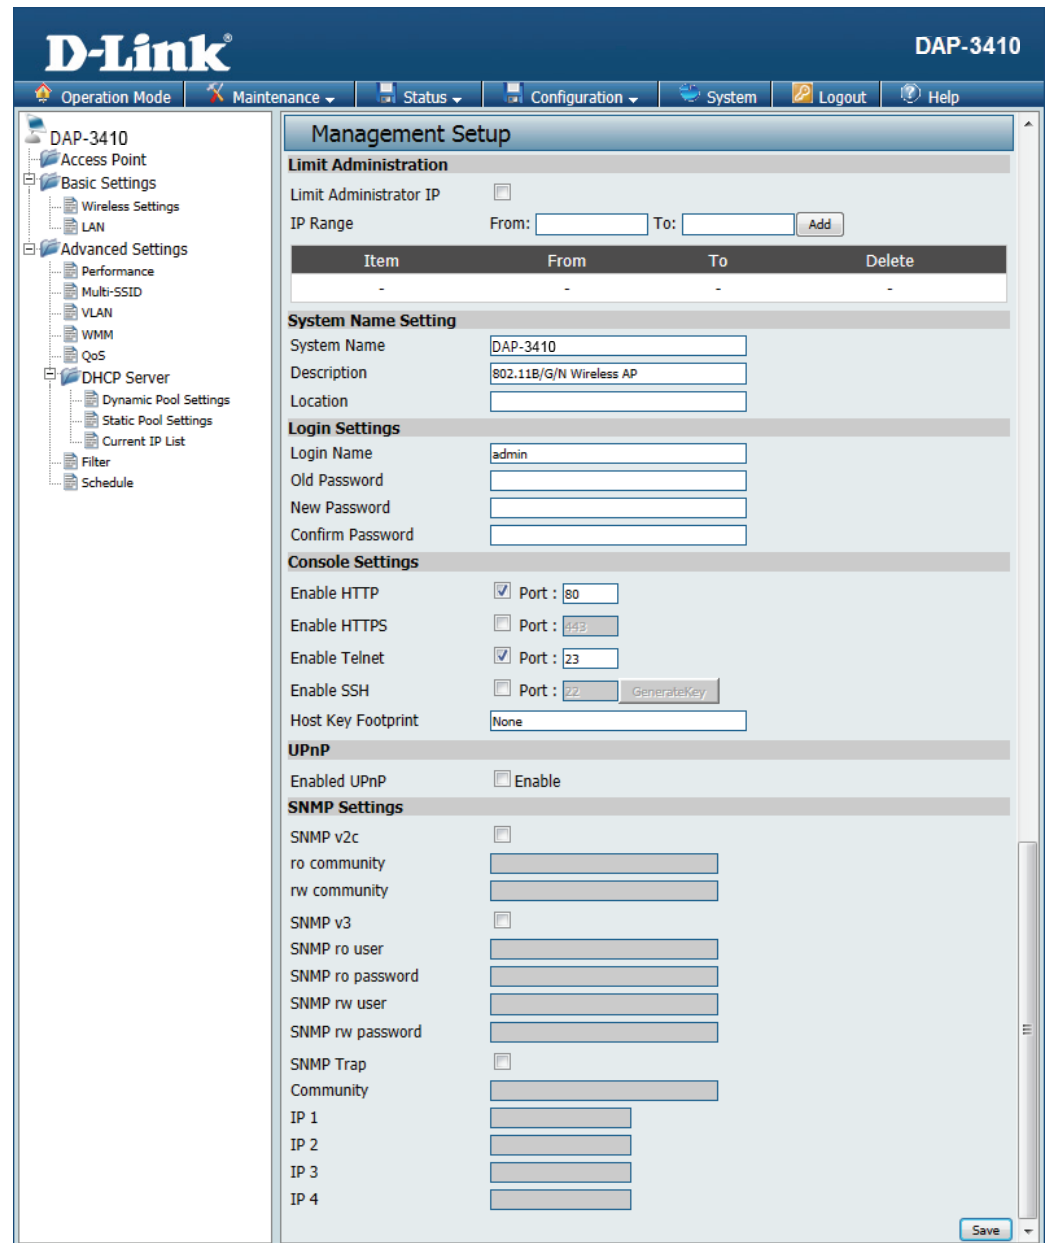 D-Link®
DAP-3410
Operation Mode Maintenance Status Configuration System Logout Help
DAP-3410
Access Point
Basic Settings
Wireless Settings
LAN
Advanced Settings
Performance
Multi-SSID
VLAN
WMM
QoS
DHCP Server
Dynamic Pool Settings
Static Pool Settings
Current IP List
Filter
Schedule
Management Setup
Limit Administration
Limit Administrator IP
IP Range From: To: Add
Item From To Delete
- - - -
System Name Setting
System Name DAP-3410
Description 802.11B/G/N Wireless AP
Location
Login Settings
Login Name admin
Old Password
New Password
Confirm Password
Console Settings
Enable HTTP Port : 80
Enable HTTPS Port : 443
Enable Telnet Port : 23
Enable SSH Port : 22 GenerateKey
Host Key Footprint None
UPnP
Enabled UPnP Enable
SNMP Settings
SNMP v2c
ro community
rw community
SNMP v3
SNMP ro user
SNMP ro password
SNMP rw user
SNMP rw password
SNMP Trap
Community
IP 1
IP 2
IP 3
IP 4
Save